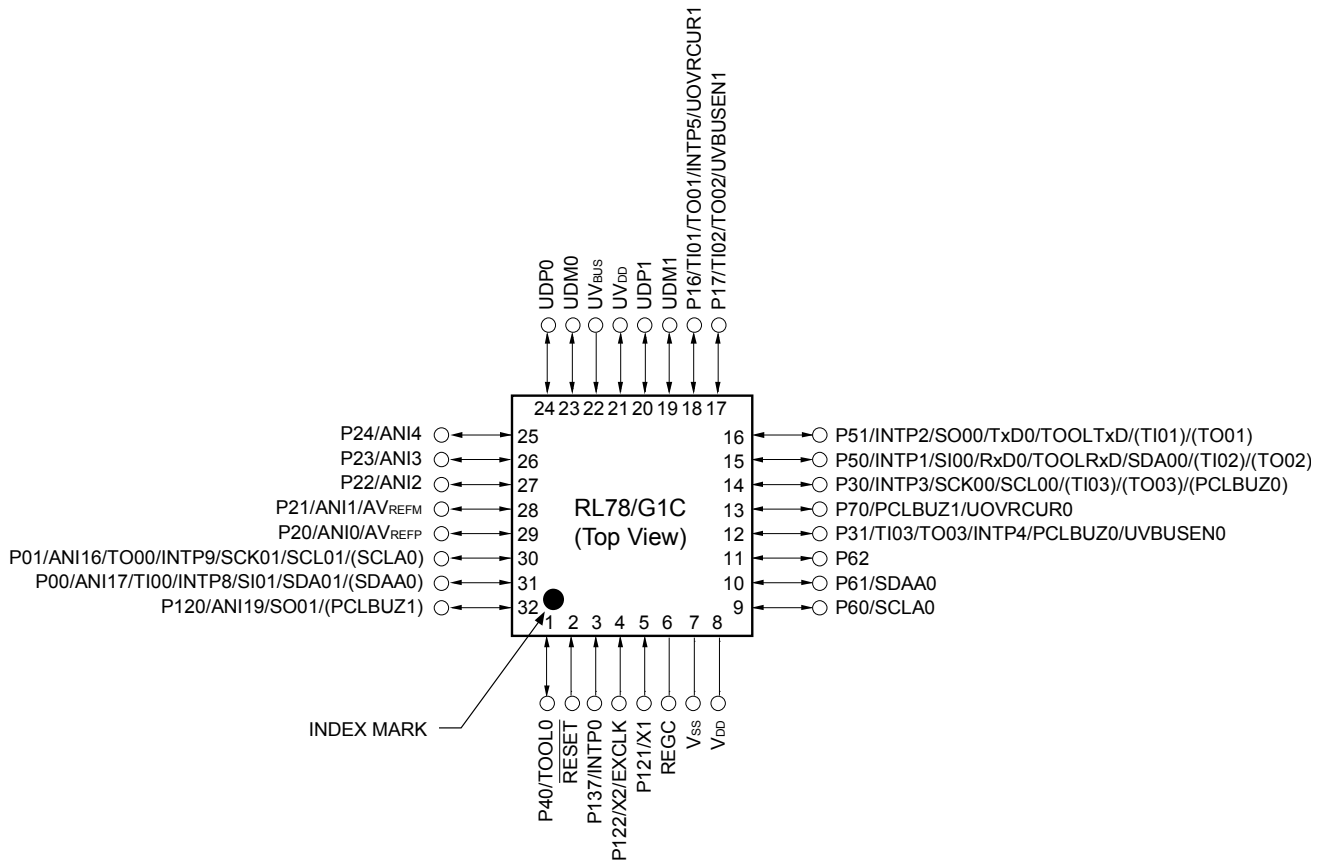 P16/TI01/TO01/INTP5/UOVRCUR1
P17/TI02/TO02/UVBUSEN1
UDP0
UDM0
UVBUS
UVDD
UDP1
UDM1
24 23 22 21 20 19 18 17
P24/ANI4 25
P23/ANI3 26
P22/ANI2 27
P21/ANI1/AVREFM 28
P20/ANI0/AVREFP 29
P01/ANI16/TO00/INTP9/SCK01/SCL01/(SCLA0) 30
P00/ANI17/TI00/INTP8/SI01/SDA01/(SDAA0) 31
P120/ANI19/SO01/(PCLBUZ1) 32
RL78/G1C
(Top View)
16 P51/INTP2/SO00/TxD0/TOOLTxD/(TI01)/(TO01)
15 P50/INTP1/SI00/RxD0/TOOLRxD/SDA00/(TI02)/(TO02)
14 P30/INTP3/SCK00/SCL00/(TI03)/(TO03)/(PCLBUZ0)
13 P70/PCLBUZ1/UOVRCUR0
12 P31/TI03/TO03/INTP4/PCLBUZ0/UVBUSEN0
11 P62
10 P61/SDAA0
9 P60/SCLA0
1 2 3 4 5 6 7 8
INDEX MARK
P40/TOOL0
RESET
P137/INTP0
P122/X2/EXCLK
P121/X1
REGC
VSS
VDD